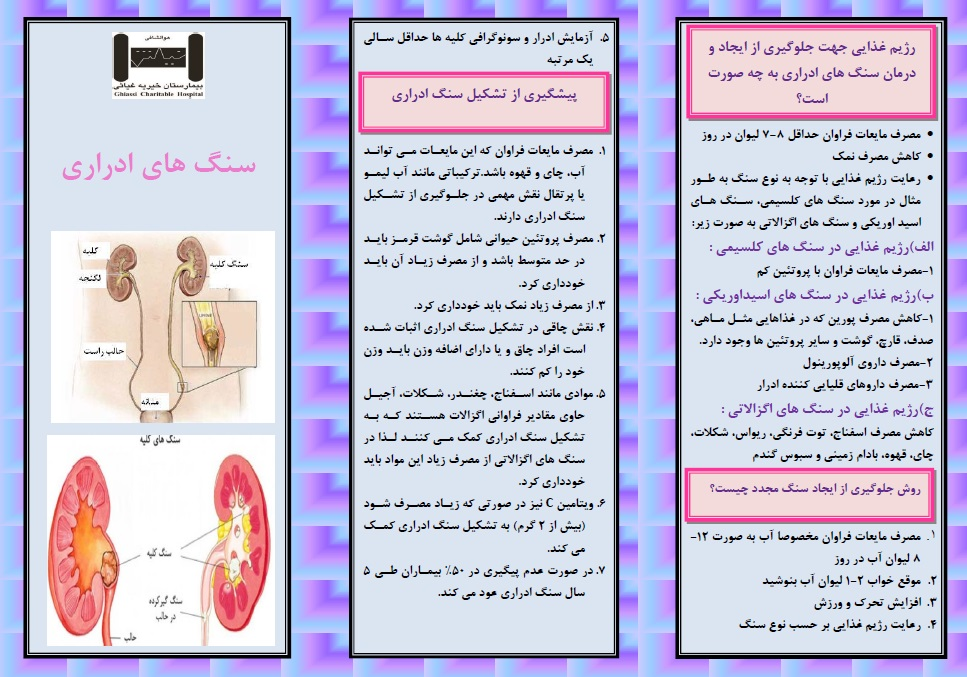 رژیم غذایی جهت جلوگیری از ایجاد و
درمان سنگ های ادراری به چه صورت
است؟
• مصرف مایعات فراوان حداقل ۸-۷ لیوان در روز
• کاهش مصرف نمک
• رعایت رژیم غذایی با توجه به نوع سنگ به طور
مثال در مورد سنگ های کلسیمی، سنگ های
اسید اوریکی و سنگ های اگزالاتی به صورت زیر:
الف)رژیم غذایی در سنگ های کلسیمی :
۱-مصرف مایعات فراوان با پروتئین کم
ب)رژیم غذایی در سنگ های اسیداوریکی :
۱-کاهش مصرف پورین که در غذاهایی مثل ماهی،
صدف، قارچ، گوشت و سایر پروتئین ها وجود دارد.
۲-مصرف داروی آلوپورینول
۳-مصرف داروهای قلیایی کننده ادرار
ج)رژیم غذایی در سنگ های اگزالاتی :
کاهش مصرف اسفناج، توت فرنگی، ریواس، شکلات،
چای، قهوه، بادام زمینی و سبوس گندم
روش جلوگیری از ایجاد سنگ مجدد چیست؟
۱. مصرف مایعات فراوان مخصوصا آب به صورت ۱۲-
۸ لیوان آب در روز
۲. موقع خواب ۲-۱ لیوان آب بنوشید
۳. افزایش تحرک و ورزش
۴. رعایت رژیم غذایی بر حسب نوع سنگ
۵. آزمایش ادرار و سونوگرافی کلیه ها حداقل سالی
یک مرتبه
پیشگیری از تشکیل سنگ ادراری
۱. مصرف مایعات فراوان که این مایعات می تواند
آب، چای و قهوه باشد.ترکیباتی مانند آب لیمو
یا پرتقال نقش مهمی در جلوگیری از تشکیل
سنگ ادراری دارند.
۲. مصرف پروتئین حیوانی شامل گوشت قرمز باید
در حد متوسط باشد و از مصرف زیاد آن باید
خودداری کرد.
۳. از مصرف زیاد نمک باید خودداری کرد.
۴. نقش چاقی در تشکیل سنگ ادراری اثبات شده
است افراد چاق و یا دارای اضافه وزن باید وزن
خود را کم کنند.
۵. موادی مانند اسفناج، چغندر، شکلات، آجیل
حاوی مقادیر فراوانی اگزالات هستند که به
تشکیل سنگ ادراری کمک می کنند لذا در
سنگ های اگزالاتی از مصرف زیاد این مواد باید
خودداری کرد.
۶. ویتامین C نیز در صورتی که زیاد مصرف شود
(بیش از ۲ گرم) به تشکیل سنگ ادراری کمک
می کند.
۷. در صورت عدم پیگیری در ۵۰٪ بیماران طی ۵
سال سنگ ادراری عود می کند.
هوالشافی
بیمارستان خیریه غیاثی
Ghiassi Charitable Hospital
سنگ های ادراری
کلیه
لگنچه
سنگ کلیه
حالب راست
مثانه
سنگ های کلیه
سنگ کلیه
سنگ گیرکرده
در حالب
حالب